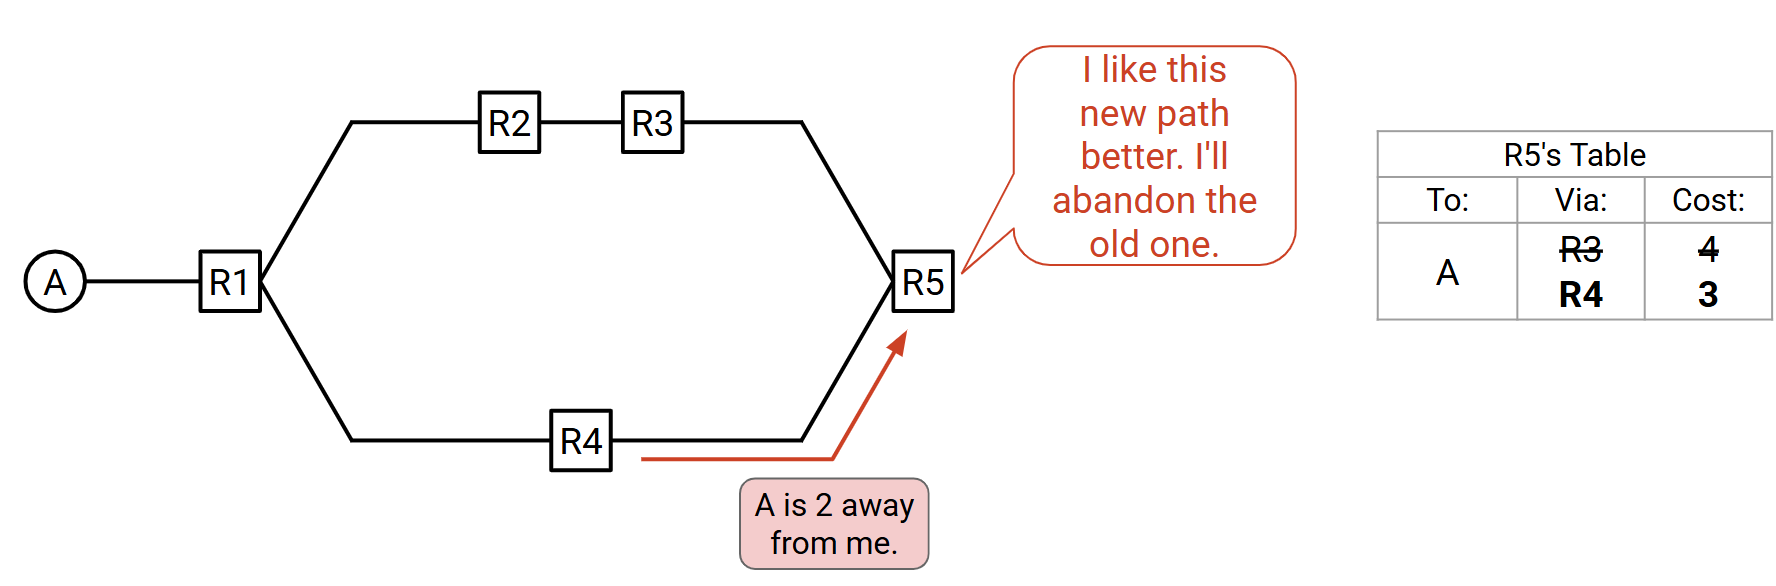 I like this
new path
better. I'll
abandon the
old one.
R2
R3
A
R1
R5
R4
A is 2 away
from me.
R5's Table
To: Via: Cost:
A
R3 4
R4 3